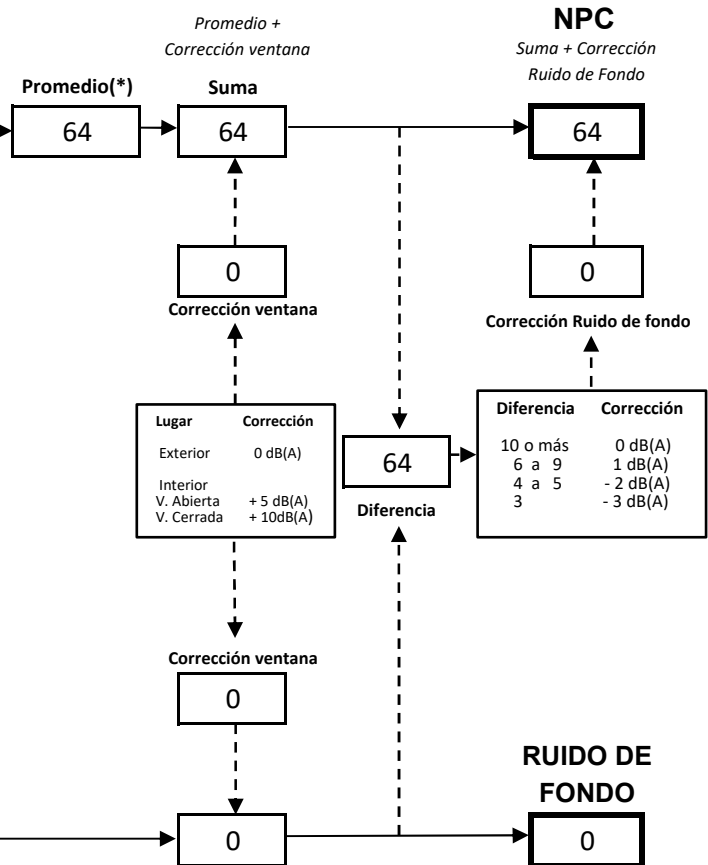 Promedio +
Corrección ventana
NPC
Suma + Corrección
Ruido de Fondo
Promedio(*)
Suma
64
64
64
0
Corrección ventana
0
Corrección Ruido de fondo
Lugar Corrección
Exterior 0 dB(A)
Interior
V. Abierta + 5 dB(A)
V. Cerrada + 10dB(A)
64
Diferencia
Diferencia Corrección
10 o más 0 dB(A)
6 a 9 1 dB(A)
4 a 5 - 2 dB(A)
3 - 3 dB(A)
Corrección ventana
0
RUIDO DE
FONDO
0
0